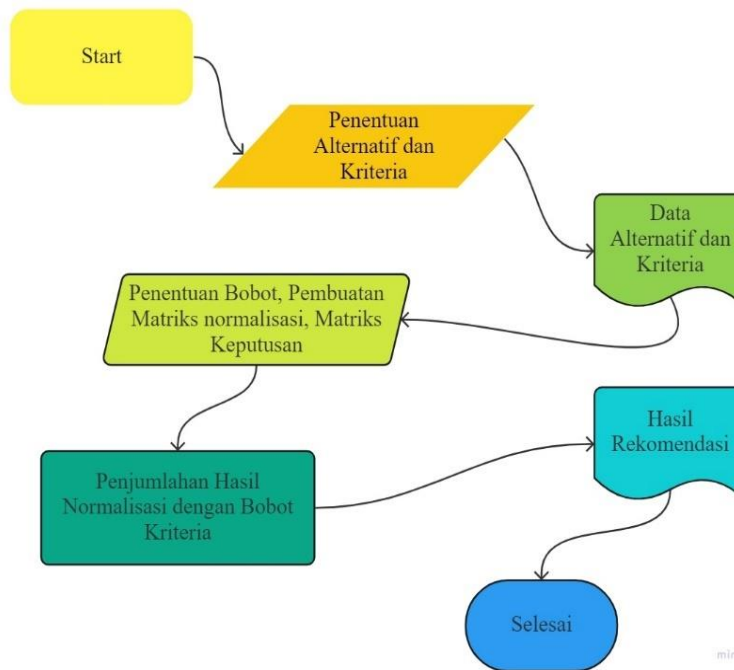 Start
Penentuan
Alternatif dan
Kriteria
Data
Alternatif dan
Kriteria
Penentuan Bobot, Pembuatan
Matriks normalisasi, Matriks
Keputusan
Penjumlahan Hasil
Normalisasi dengan Bobot
Kriteria
Hasil
Rekomendasi
Selesai